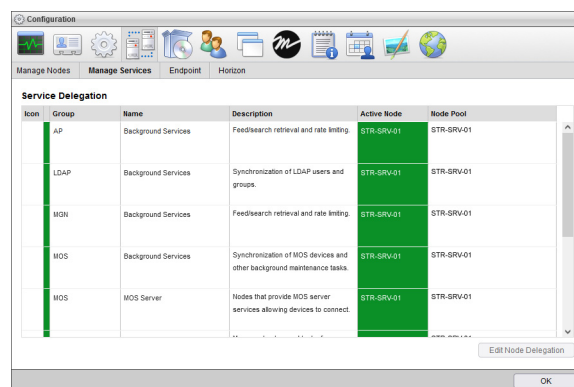 Configuration
Manage Nodes Manage Services Endpoint Horizon
Service Delegation
Icon Group Name Description Active Node Node Pool
AP Background Services Feed/search retrieval and rate limiting. STR-SRV-01 STR-SRV-01
LDAP Background Services Synchronization of LDAP users and groups. STR-SRV-01 STR-SRV-01
MGN Background Services Feed/search retrieval and rate limiting. STR-SRV-01 STR-SRV-01
MOS Background Services Synchronization of MOS devices and other background maintenance tasks. STR-SRV-01 STR-SRV-01
MOS MOS Server Nodes that provide MOS server services allowing devices to connect. STR-SRV-01 STR-SRV-01
Edit Node Delegation
OK